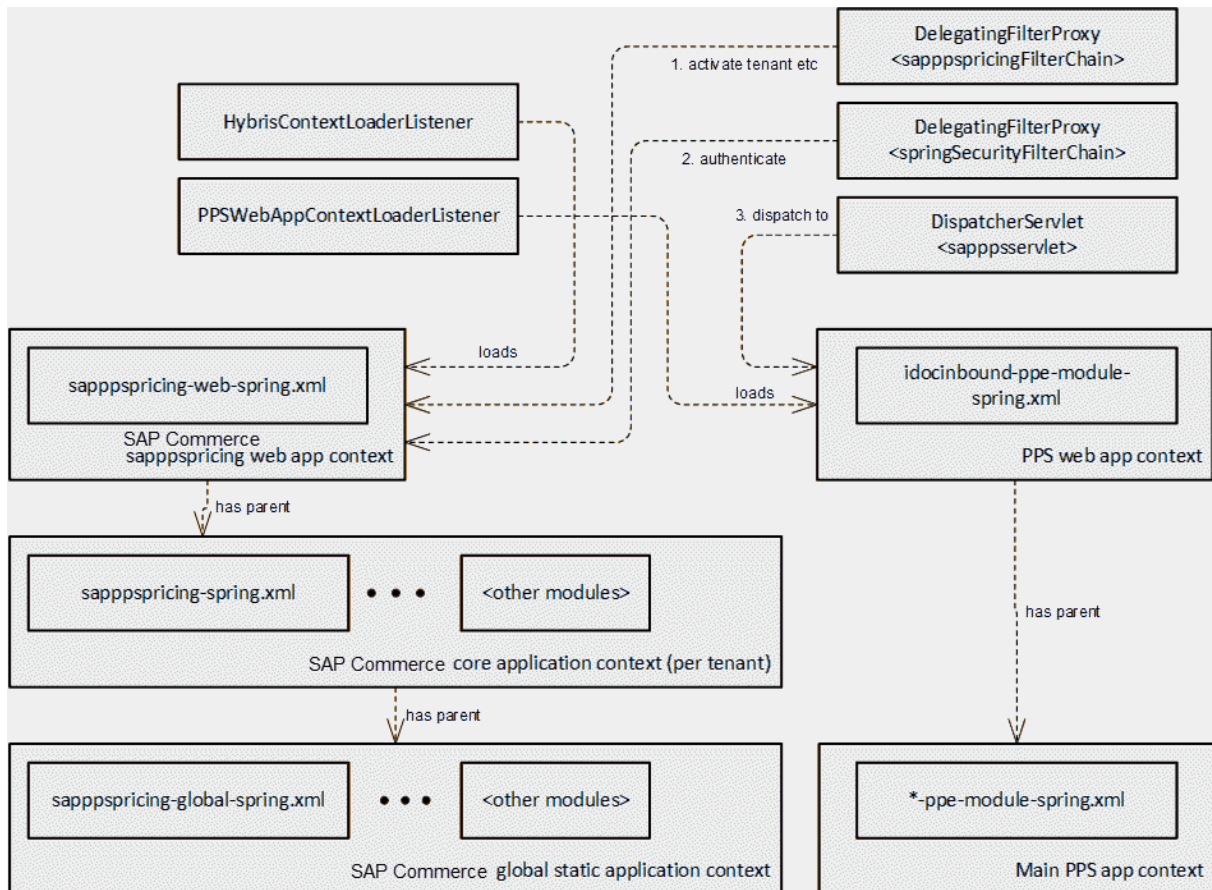 DelegatingFilterProxy
<sapppspricingFilterChain>
1. activate tenant etc
HybrisContextLoaderListener
DelegatingFilterProxy
<springSecurityFilterChain>
2. authenticate
PPSWebAppContextLoaderListener
3. dispatch to
DispatcherServlet
<sapppsservlet>
loads
sapppspricing-web-spring.xml
SAP Commerce
sapppspricing web app context
loads
idocinbound-ppe-module-
spring.xml
PPS web app context
has parent
sapppspricing-spring.xml
• • •
<other modules>
SAP Commerce core application context (per tenant)
has parent
has parent
sapppspricing-global-spring.xml
• • •
<other modules>
SAP Commerce global static application context
*-ppe-module-spring.xml
Main PPS app context